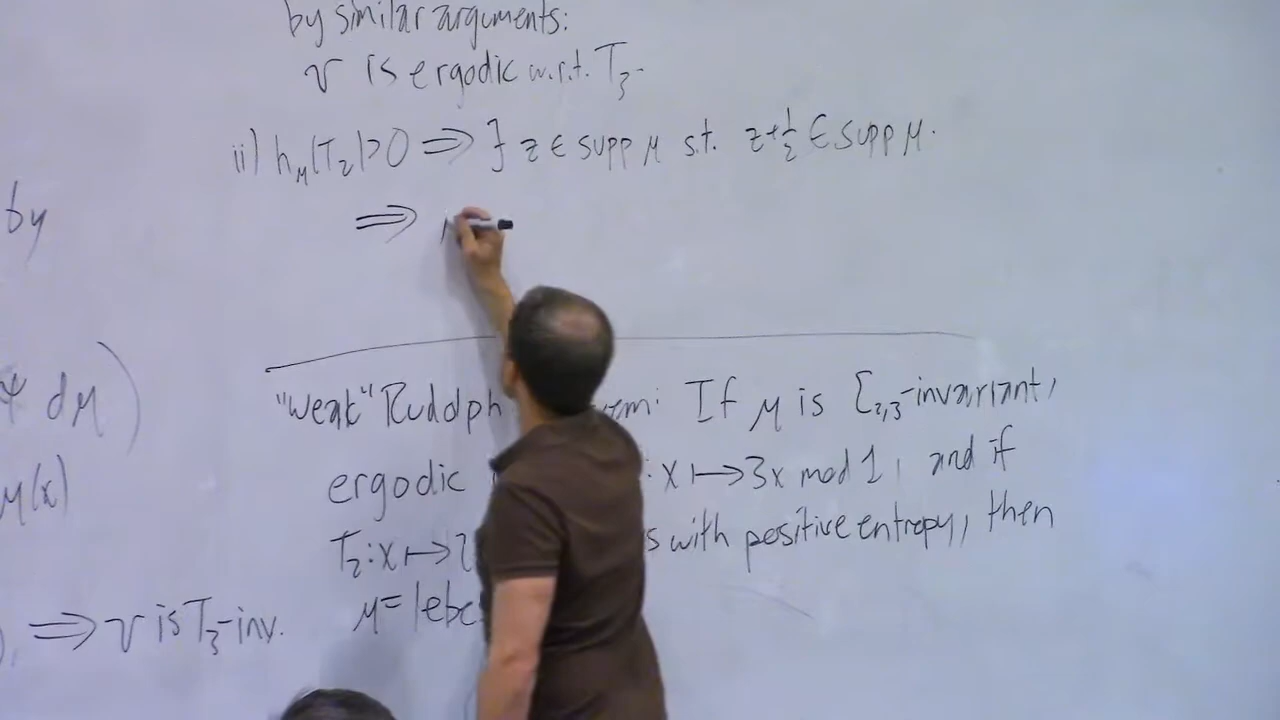 by similar arguments:
ν is ergodic w.r.t. T₃.
ii) h_μ(T₂)>0 ⇒ ∃ z ∈ supp μ s.t. z+½ ∈ supp μ.
⇒
by
ψ dμ )
μ(x)
⇒ ν is T₃-inv.
"weak" Rudolph : If μ is Σ₂,₃-invariant,
ergodic : x ↦ 3x mod 1, and if
T₂: x ↦ 2 with positive entropy, then
μ =